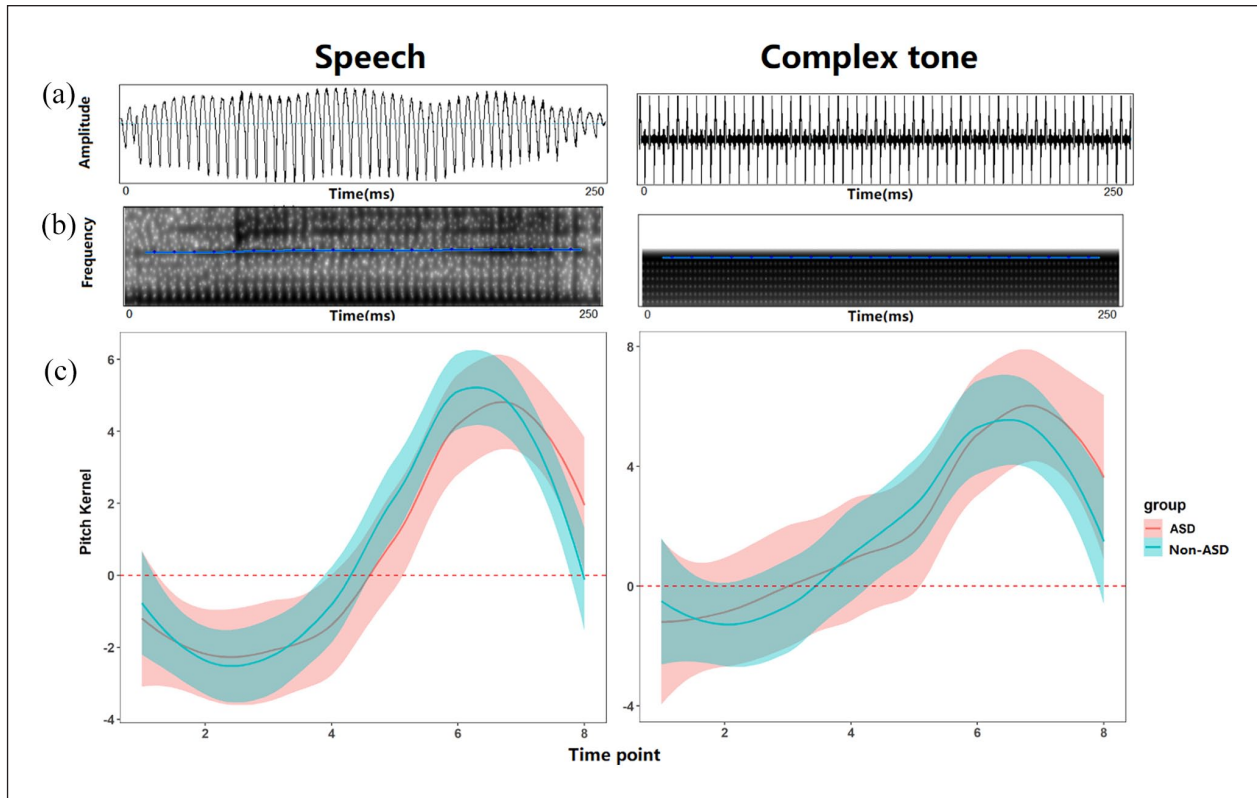 Speech Complex tone
(a)
Amplitude
0 Time(ms) 250 0 Time(ms) 250
(b)
Frequency
0 Time(ms) 250 0 Time(ms) 250
(c)
Pitch Kernel
6
4
2
0
-2
-4
8
4
0
-4
2 4 6 8 2 4 6 8
Time point
group
ASD
Non-ASD